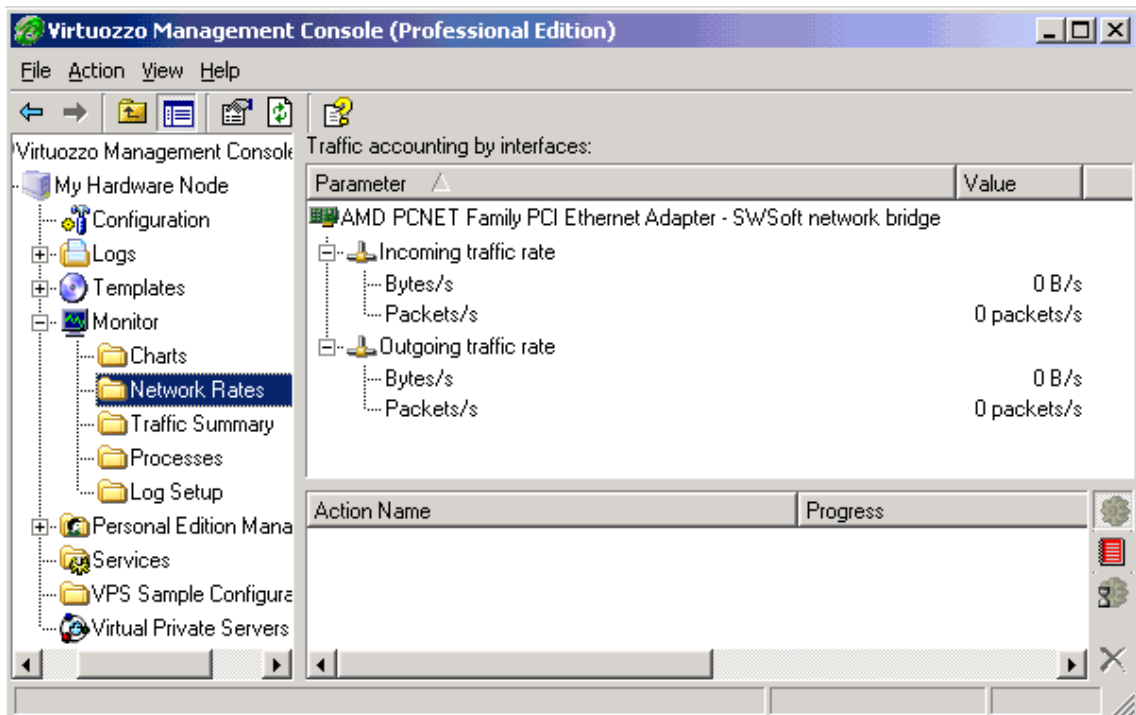 Virtuozzo Management Console (Professional Edition)
File Action View Help
Virtuozzo Management Console
My Hardware Node
Configuration
Logs
Templates
Monitor
Charts
Network Rates
Traffic Summary
Processes
Log Setup
Personal Edition Mana
Services
VPS Sample Configura
Virtual Private Servers
Traffic accounting by interfaces:
Parameter Value
AMD PCNET Family PCI Ethernet Adapter - SWSoft network bridge
Incoming traffic rate
Bytes/s 0 B/s
Packets/s 0 packets/s
Outgoing traffic rate
Bytes/s 0 B/s
Packets/s 0 packets/s
Action Name Progress